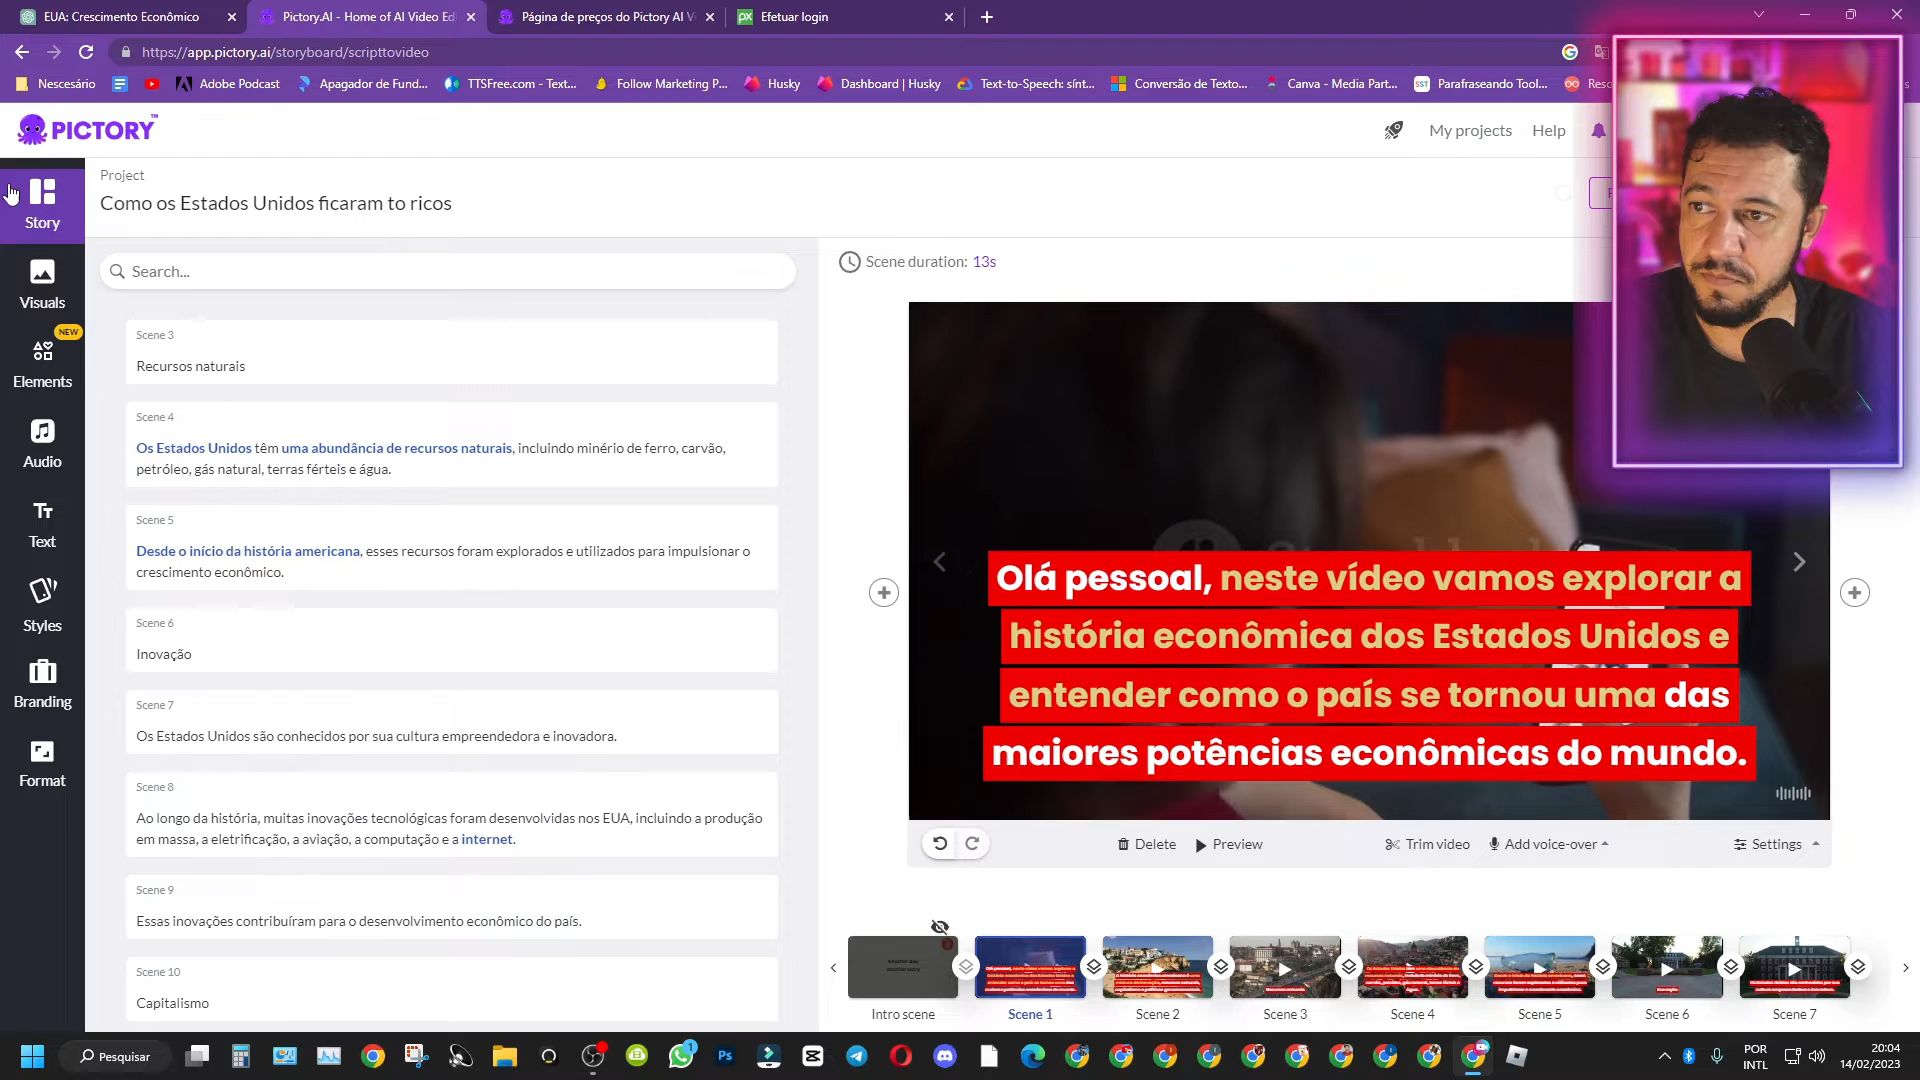 EUA: Crescimento Econômico
Pictory.AI - Home of AI Video Edi
Página de preços do Pictory AI V
Efetuar login
https://app.pictory.ai/storyboard/scripttovideo
Nescesário
Adobe Podcast
Apagador de Fund...
TTSFree.com - Text...
Follow Marketing P...
Husky
Dashboard | Husky
Text-to-Speech: sínt...
Conversão de Texto...
Canva - Media Part...
Parafraseando Tool...
PICTORY
My projects
Help
Project
Como os Estados Unidos ficaram to ricos
Story
Visuals
NEW
Elements
Audio
Text
Styles
Branding
Format
Search...
Scene 3
Recursos naturais
Scene 4
Os Estados Unidos têm uma abundância de recursos naturais, incluindo minério de ferro, carvão,
petróleo, gás natural, terras férteis e água.
Scene 5
Desde o início da história americana, esses recursos foram explorados e utilizados para impulsionar o
crescimento econômico.
Scene 6
Inovação
Scene 7
Os Estados Unidos são conhecidos por sua cultura empreendedora e inovadora.
Scene 8
Ao longo da história, muitas inovações tecnológicas foram desenvolvidas nos EUA, incluindo a produção
em massa, a eletrificação, a aviação, a computação e a internet.
Scene 9
Essas inovações contribuíram para o desenvolvimento econômico do país.
Scene 10
Capitalismo
Scene duration: 13s
Olá pessoal, neste vídeo vamos explorar a
história econômica dos Estados Unidos e
entender como o país se tornou uma das
maiores potências econômicas do mundo.
Delete
Preview
Trim video
Add voice-over
Settings
Intro scene
Scene 1
Scene 2
Scene 3
Scene 4
Scene 5
Scene 6
Scene 7
Pesquisar
POR
INTL
20:04
14/02/2023